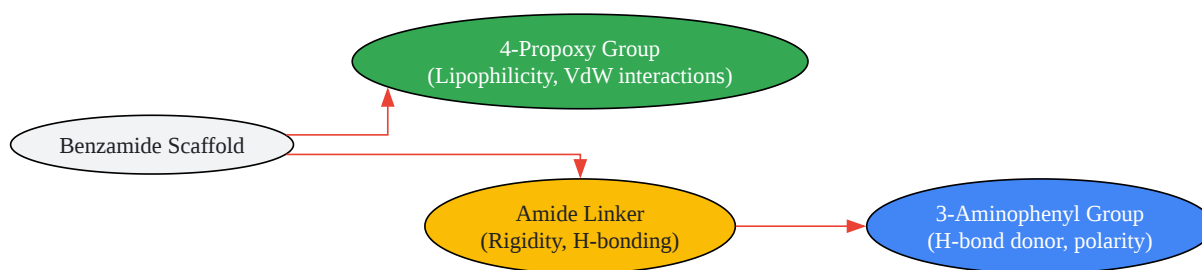 4-Propoxy Group
(Lipophilicity, VdW interactions)
Benzamide Scaffold
Amide Linker
(Rigidity, H-bonding)
3-Aminophenyl Group
(H-bond donor, polarity)